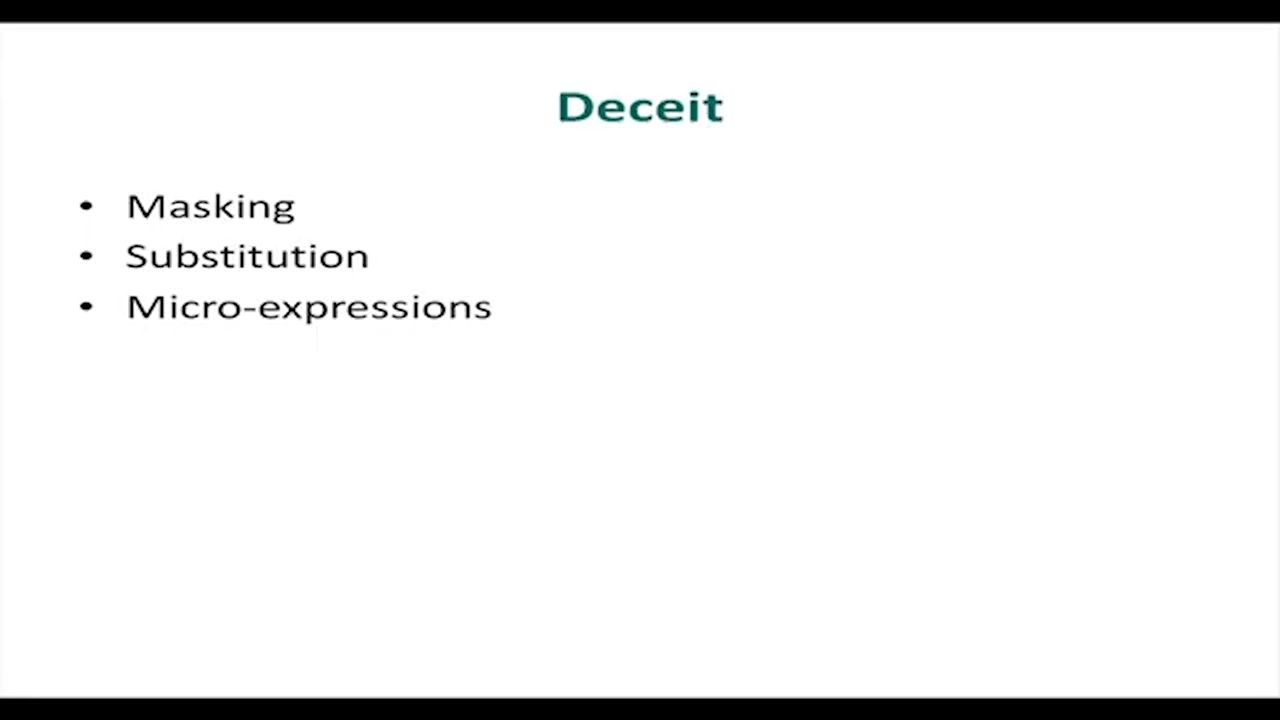 Deceit
• Masking
• Substitution
• Micro-expressions